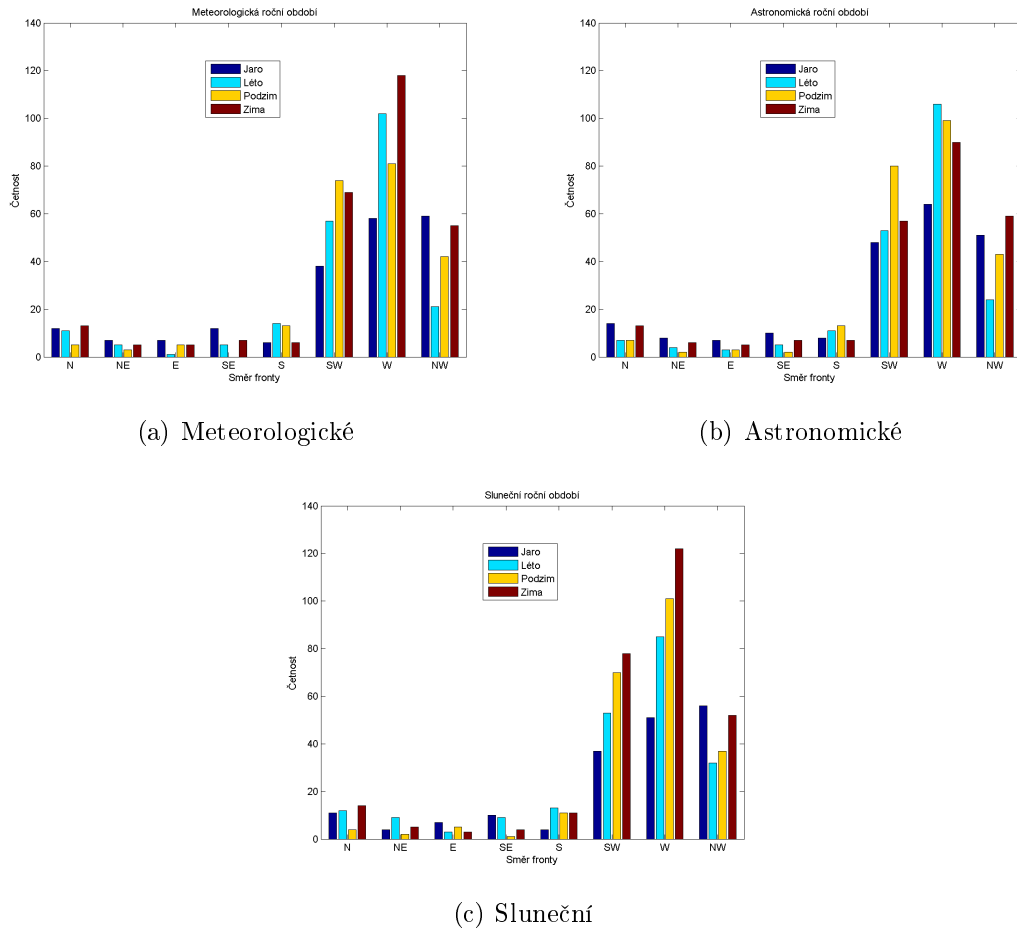 Meteorologická roční období
140
120
100
80
60
40
20
0
Četnost
Jaro
Léto
Podzim
Zima
N NE E SE S SW W NW
Směr fronty
(a) Meteorologické
Astronomická roční období
140
120
100
80
60
40
20
0
Četnost
Jaro
Léto
Podzim
Zima
N NE E SE S SW W NW
Směr fronty
(b) Astronomické
Sluneční roční období
140
120
100
80
60
40
20
0
Četnost
Jaro
Léto
Podzim
Zima
N NE E SE S SW W NW
Směr fronty
(c) Sluneční